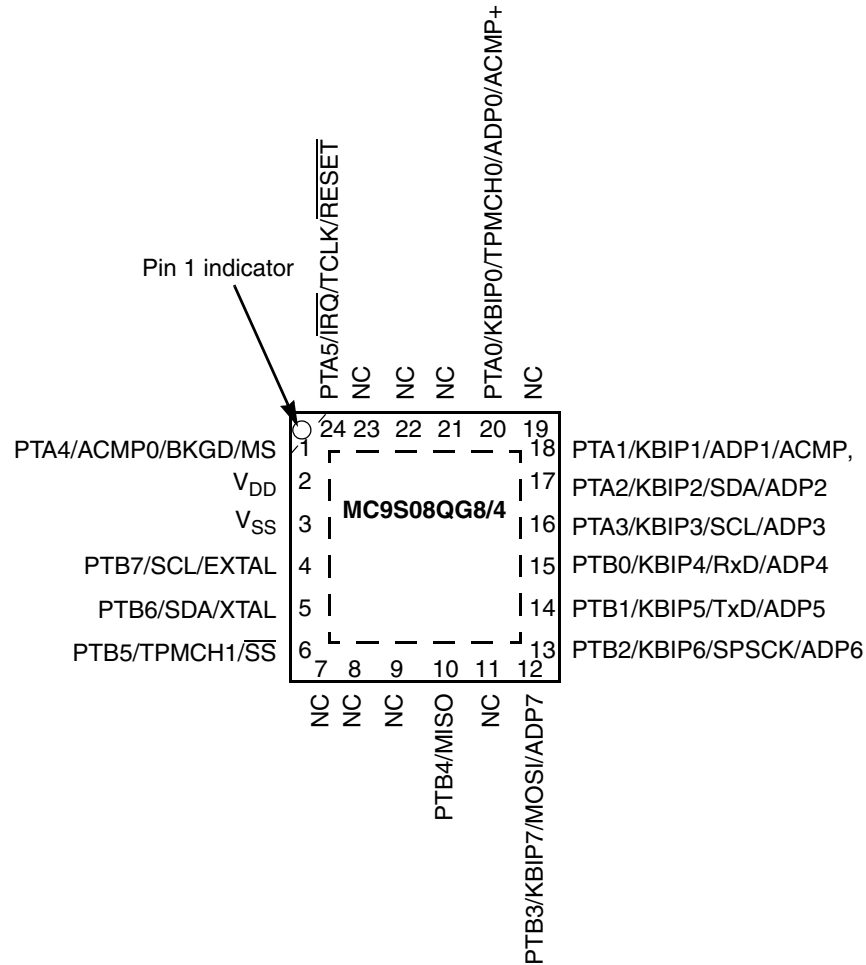 PTA5/I̅R̅Q̅/TCLK/R̅E̅S̅E̅T̅
NC
NC
NC
PTA0/KBIP0/TPMCH0/ADP0/ACMP+
NC
Pin 1 indicator
24 23 22 21 20 19
PTA4/ACMP0/BKGD/MS 1
18 PTA1/KBIP1/ADP1/ACMP,
VDD 2
17 PTA2/KBIP2/SDA/ADP2
MC9S08QG8/4
VSS 3
16 PTA3/KBIP3/SCL/ADP3
PTB7/SCL/EXTAL 4
15 PTB0/KBIP4/RxD/ADP4
PTB6/SDA/XTAL 5
14 PTB1/KBIP5/TxD/ADP5
PTB5/TPMCH1/S̅S̅ 6
13 PTB2/KBIP6/SPSCK/ADP6
7 8 9 10 11 12
NC
NC
NC
PTB4/MISO
NC
PTB3/KBIP7/MOSI/ADP7